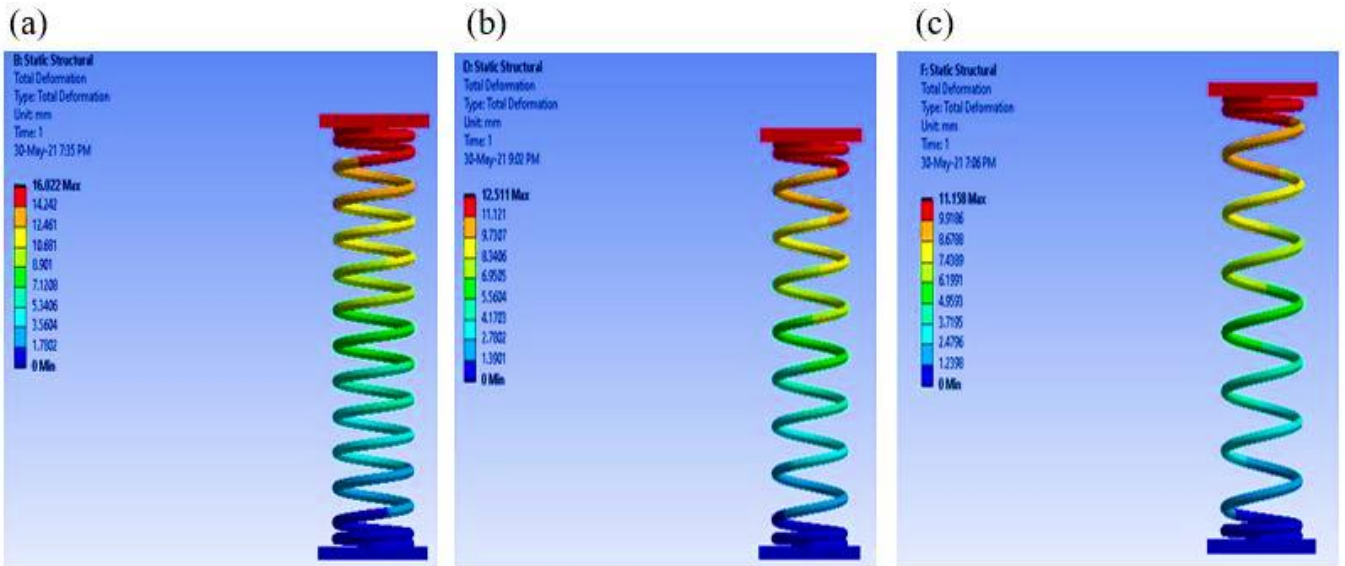 (a)
B: Static Structural
Total Deformation
Type: Total Deformation
Unit: mm
Time: 1
30-May-21 7:35 PM
16.022 Max
14.242
12.461
10.681
8.901
7.1208
5.3406
3.5604
1.7802
0 Min
(b)
D: Static Structural
Total Deformation
Type: Total Deformation
Unit: mm
Time: 1
30-May-21 9:02 PM
12.511 Max
11.121
9.7307
8.3406
6.9505
5.5604
4.1703
2.7802
1.3901
0 Min
(c)
F: Static Structural
Total Deformation
Type: Total Deformation
Unit: mm
Time: 1
30-May-21 7:06 PM
11.158 Max
9.9186
8.6788
7.4389
6.1991
4.9593
3.7195
2.4796
1.2398
0 Min